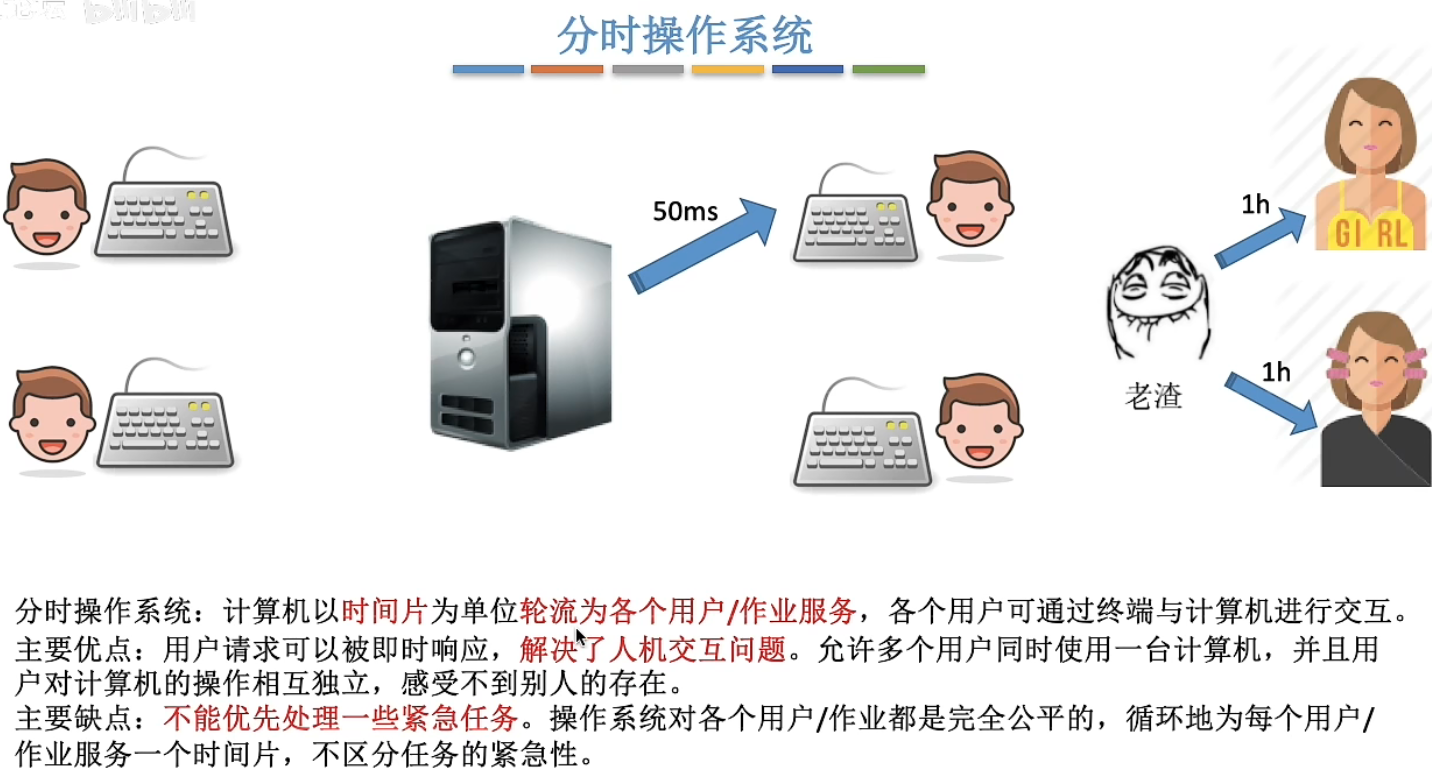 分时操作系统
50ms
1h
GIRL
老渣
1h
分时操作系统：计算机以时间片为单位轮流为各个用户/作业服务，各个用户可通过终端与计算机进行交互。
主要优点：用户请求可以被即时响应，解决了人机交互问题。允许多个用户同时使用一台计算机，并且用
户对计算机的操作相互独立，感受不到别人的存在。
主要缺点：不能优先处理一些紧急任务。操作系统对各个用户/作业都是完全公平的，循环地为每个用户/
作业服务一个时间片，不区分任务的紧急性。